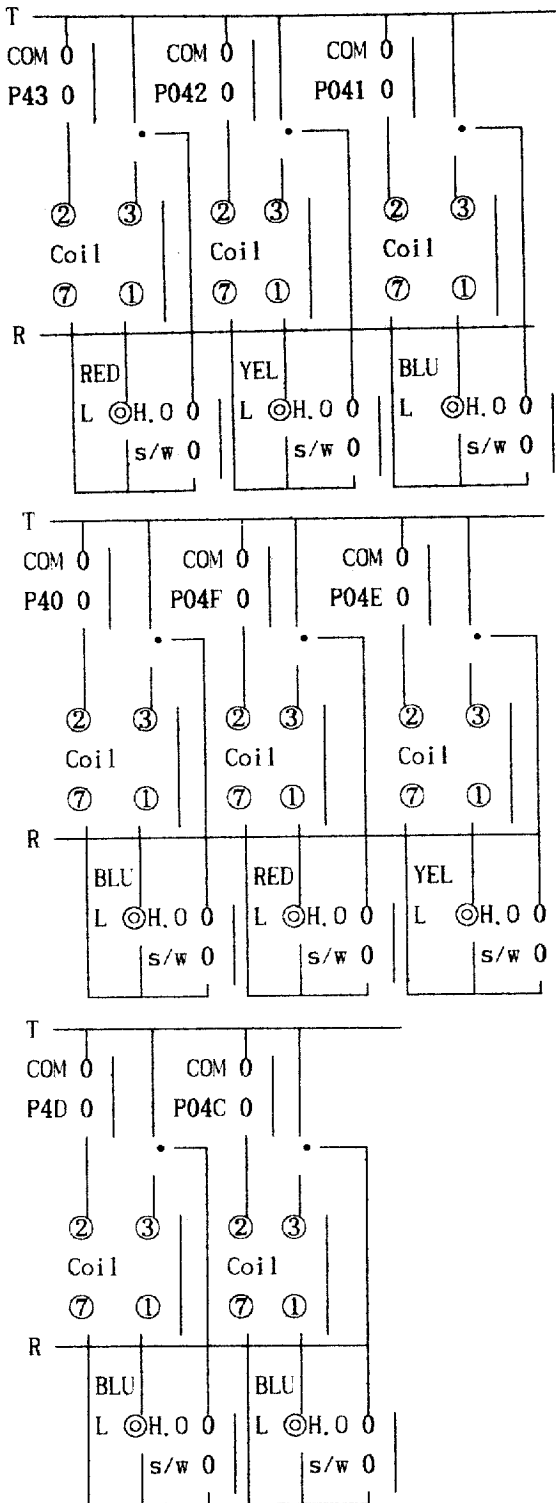 T
COM 0 COM 0 COM 0
P43 0 P042 0 P041 0
② ③ ② ③ ② ③
Coil Coil Coil
⑦ ① ⑦ ① ⑦ ①
R
RED YEL BLU
L ◎H.O 0 L ◎H.O 0 L ◎H.O 0
s/w 0 s/w 0 s/w 0
T
COM 0 COM 0 COM 0
P40 0 P04F 0 P04E 0
② ③ ② ③ ② ③
Coil Coil Coil
⑦ ① ⑦ ① ⑦ ①
R
BLU RED YEL
L ◎H.O 0 L ◎H.O 0 L ◎H.O 0
s/w 0 s/w 0 s/w 0
T
COM 0 COM 0
P4D 0 P04C 0
② ③ ② ③
Coil Coil
⑦ ① ⑦ ①
R
BLU BLU
L ◎H.O 0 L ◎H.O 0
s/w 0 s/w 0